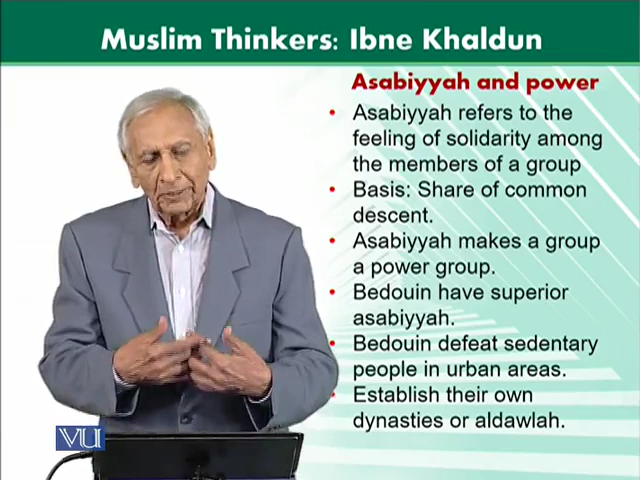 Muslim Thinkers: Ibne Khaldun
Asabiyyah and power
• Asabiyyah refers to the
feeling of solidarity among
the members of a group
• Basis: Share of common
descent.
• Asabiyyah makes a group
a power group.
• Bedouin have superior
asabiyyah.
• Bedouin defeat sedentary
people in urban areas.
• Establish their own
dynasties or aldawlah.
VU